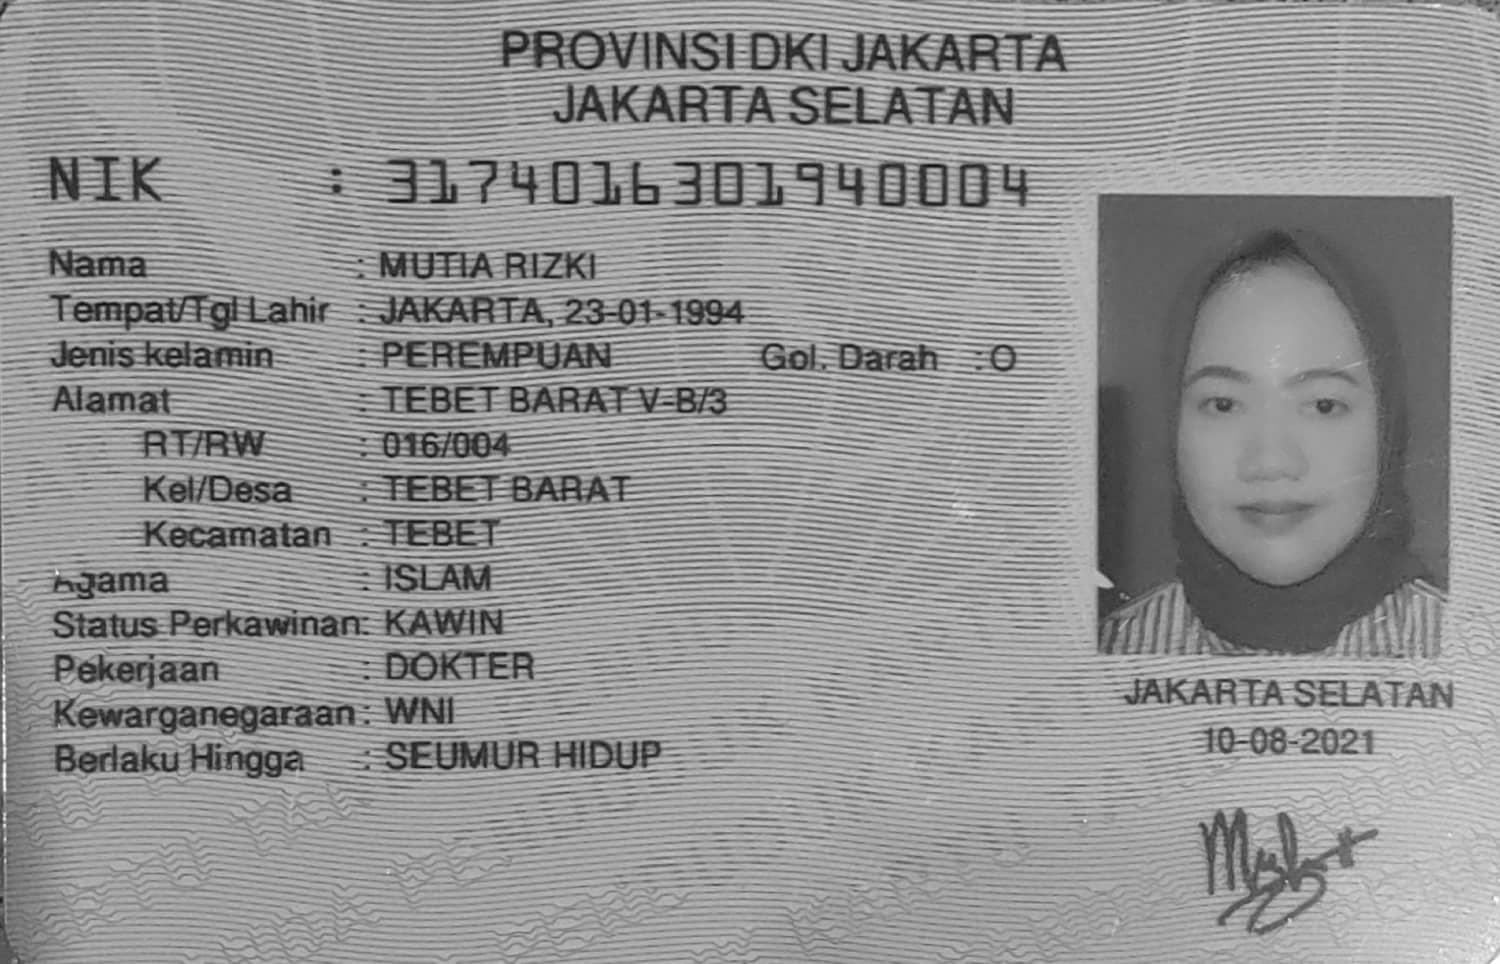 PROVINSI DKI JAKARTA
JAKARTA SELATAN
NIK : 3174016301940004
Nama : MUTIA RIZKI
Tempat/Tgl Lahir : JAKARTA, 23-01-1994
Jenis kelamin : PEREMPUAN Gol. Darah : O
Alamat : TEBET BARAT V-B/3
RT/RW : 016/004
Kel/Desa : TEBET BARAT
Kecamatan : TEBET
Agama : ISLAM
Status Perkawinan: KAWIN
Pekerjaan : DOKTER
Kewarganegaraan: WNI
Berlaku Hingga : SEUMUR HIDUP
JAKARTA SELATAN
10-08-2021